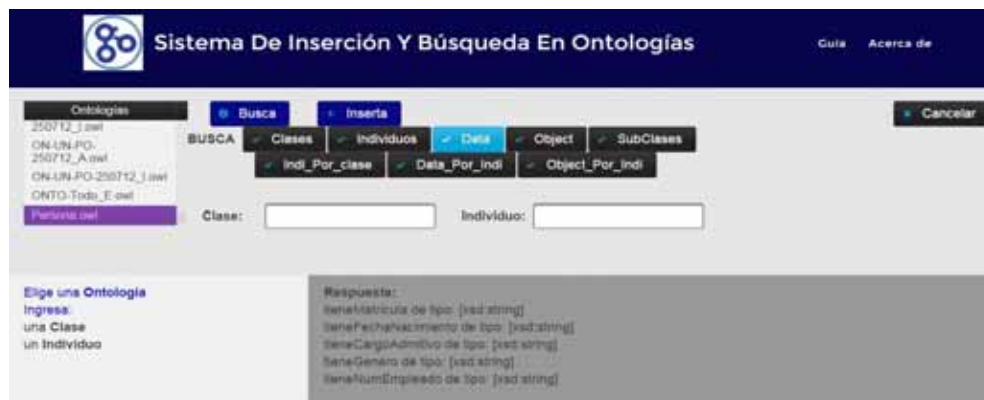 Sistema De Inserción Y Búsqueda En Ontologías
Guía Acerca de
Ontologías
Busca Inserta Cancelar
250712_I.owl
BUSCA Clases Individuos Data Object SubClases
ON-UN-PO-
250712_A.owl
Indi_Por_clase Data_Por_Indi Object_Por_Indi
ON-UN-PO-250712_I.owl
ONTO-Todo_E.owl
Persona.owl
Clase: Individuo:
Elige una Ontología
Ingresa:
una Clase
un Individuo
Respuesta:
tieneMatricula de tipo: [xsd:string]
tieneFechaNacimiento de tipo: [xsd:string]
tieneCargoAdmitivo de tipo: [xsd:string]
tieneGenero de tipo: [xsd:string]
tieneNumEmpleado de tipo: [xsd:string]